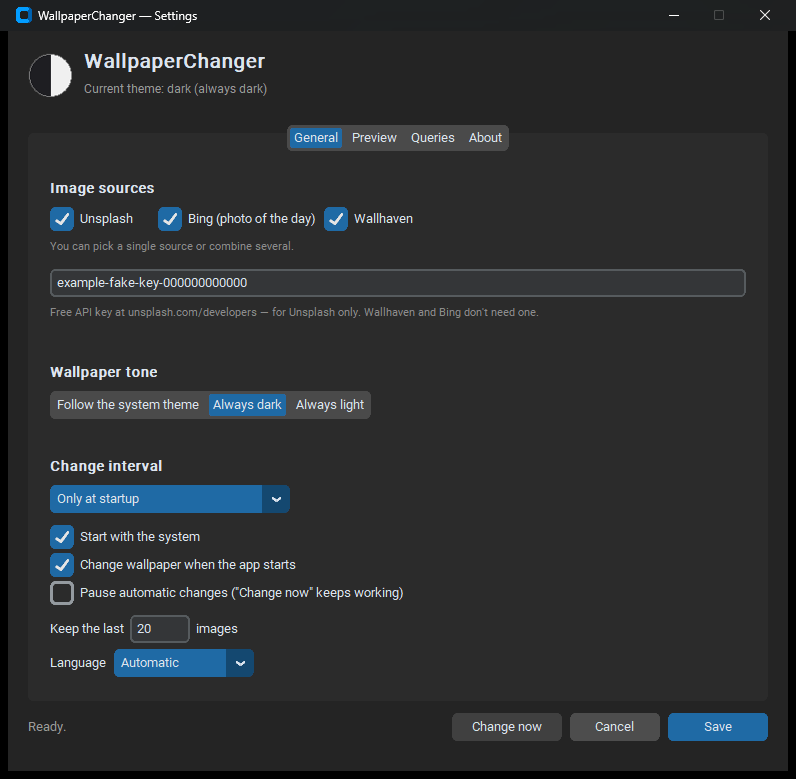 WallpaperChanger — Settings
WallpaperChanger
Current theme: dark (always dark)
General Preview Queries About
Image sources
Unsplash Bing (photo of the day) Wallhaven
You can pick a single source or combine several.
example-fake-key-000000000000
Free API key at unsplash.com/developers — for Unsplash only. Wallhaven and Bing don't need one.
Wallpaper tone
Follow the system theme Always dark Always light
Change interval
Only at startup
Start with the system
Change wallpaper when the app starts
Pause automatic changes ("Change now" keeps working)
Keep the last 20 images
Language Automatic
Ready. Change now Cancel Save